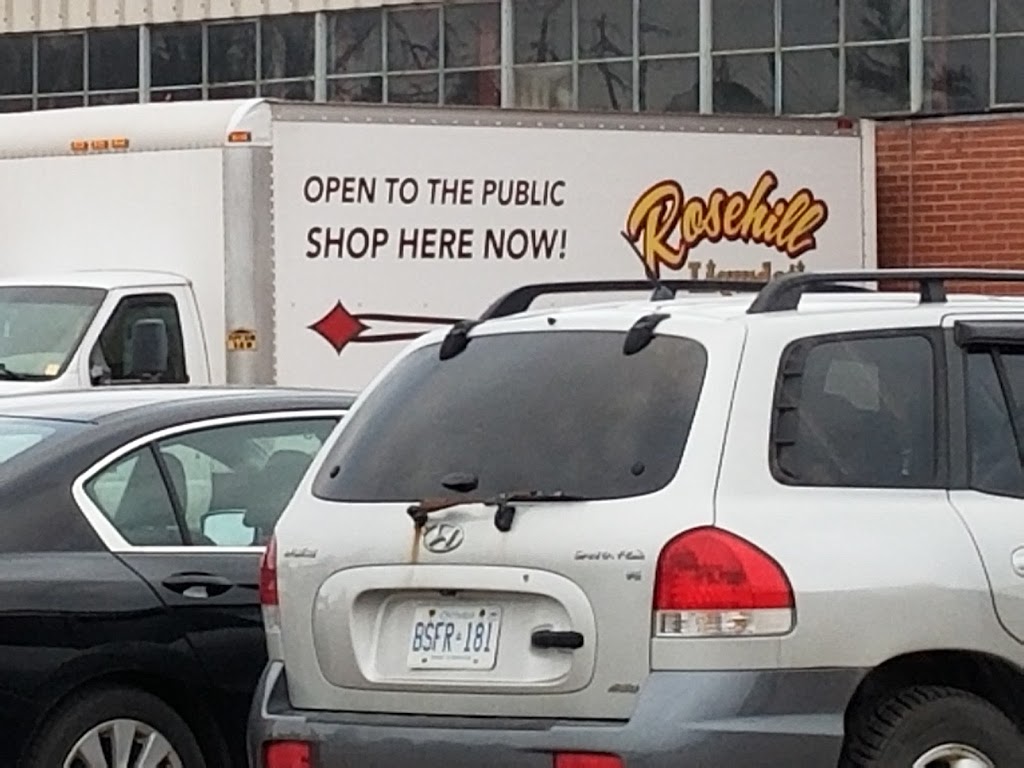 OPEN TO THE PUBLIC
SHOP HERE NOW!
Rosehill
BSFR 181